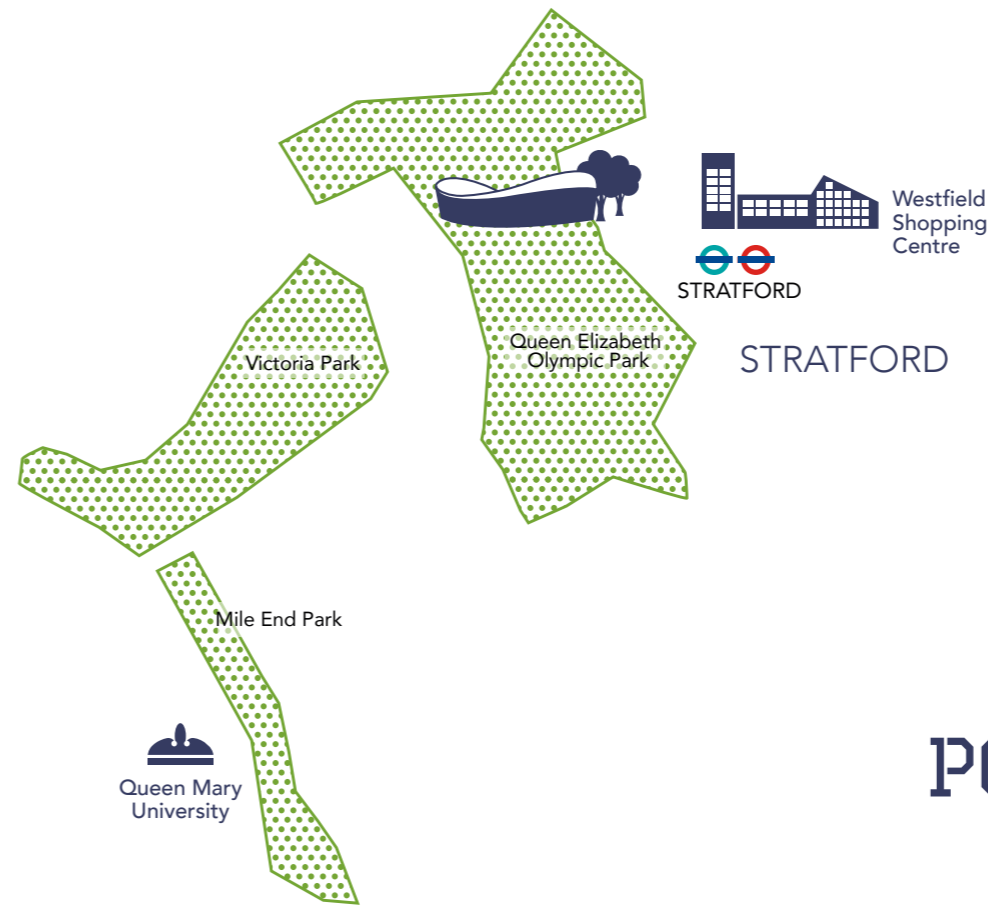 Westfield
Shopping
Centre
STRATFORD
Queen Elizabeth
Olympic Park
STRATFORD
Victoria Park
Mile End Park
Queen Mary
University